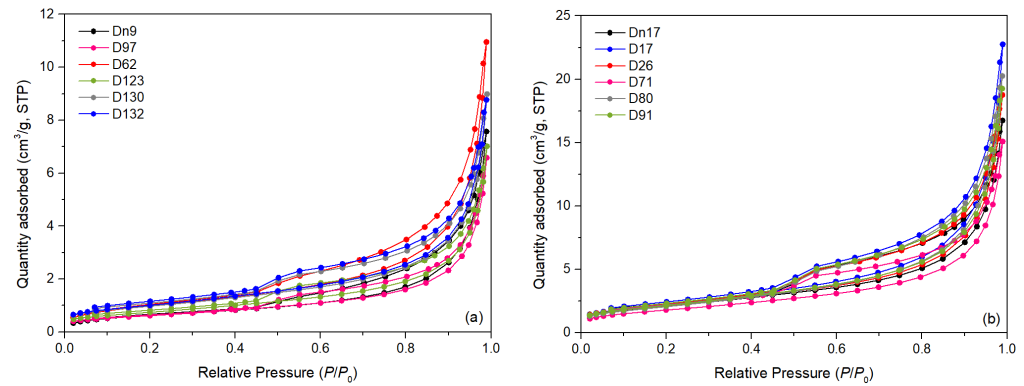 14
12
10
8
6
4
2
0
Quantity adsorbed (cm³/g, STP)
Dn9
D97
D62
D123
D130
D132
(a)
0.0 0.2 0.4 0.6 0.8 1.0
Relative Pressure (P/P₀)
25
20
15
10
5
0
Quantity adsorbed (cm³/g, STP)
Dn17
D17
D26
D71
D80
D91
(b)
0.0 0.2 0.4 0.6 0.8 1.0
Relative Pressure (P/P₀)